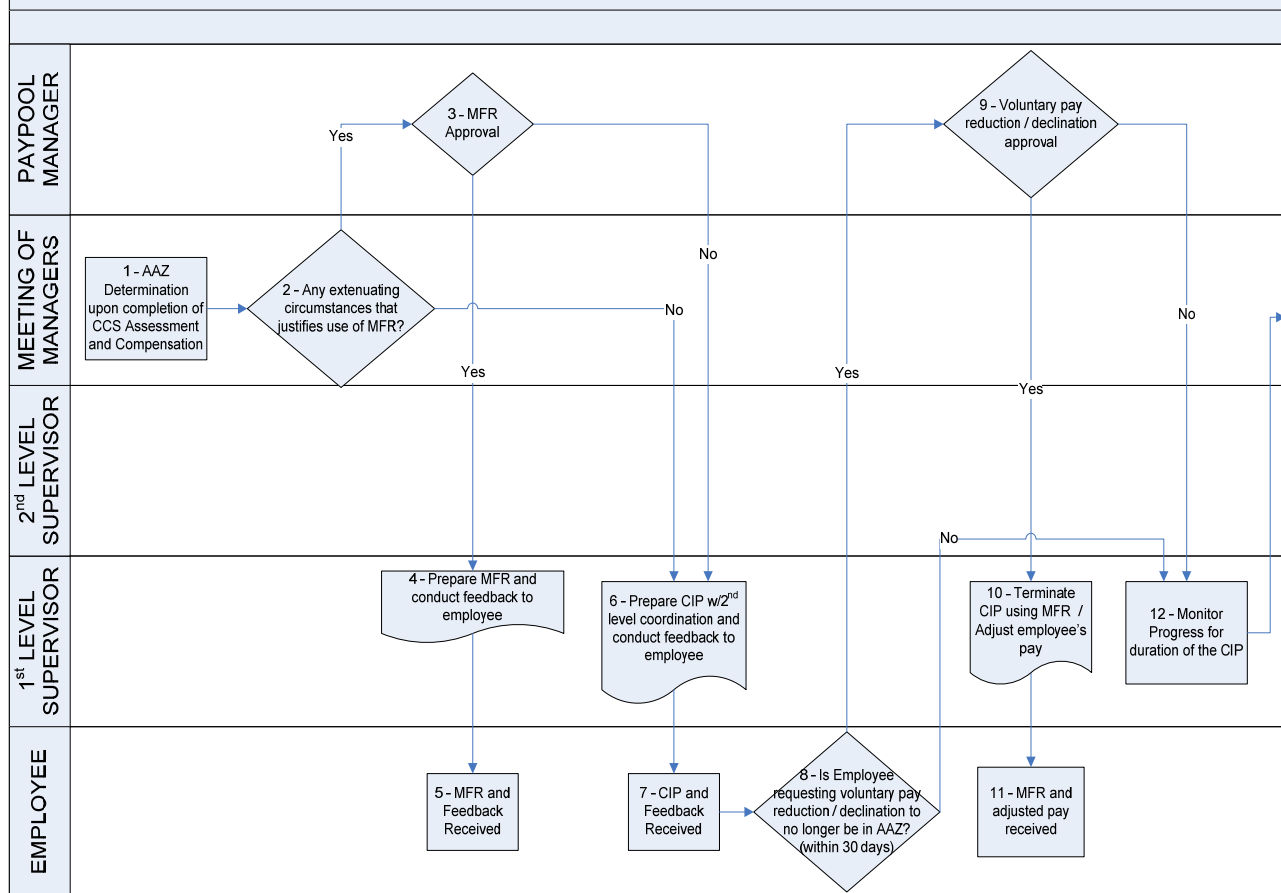 PAYPOOL
MANAGER
3 - MFR
Approval
9 - Voluntary pay
reduction / declination
approval
Yes
MEETING OF
MANAGERS
1 - AAZ
Determination
upon completion of
CCS Assessment
and Compensation
2 - Any extenuating
circumstances that
justifies use of MFR?
No
No
No
Yes
Yes
Yes
2nd LEVEL
SUPERVISOR
No
1st LEVEL
SUPERVISOR
4 - Prepare MFR and
conduct feedback to
employee
6 - Prepare CIP w/2nd
level coordination and
conduct feedback to
employee
10 - Terminate
CIP using MFR /
Adjust employee's
pay
12 - Monitor
Progress for
duration of the CIP
EMPLOYEE
5 - MFR and
Feedback
Received
7 - CIP and
Feedback
Received
8 - Is Employee
requesting voluntary pay
reduction / declination to
no longer be in AAZ?
(within 30 days)
11 - MFR and
adjusted pay
received